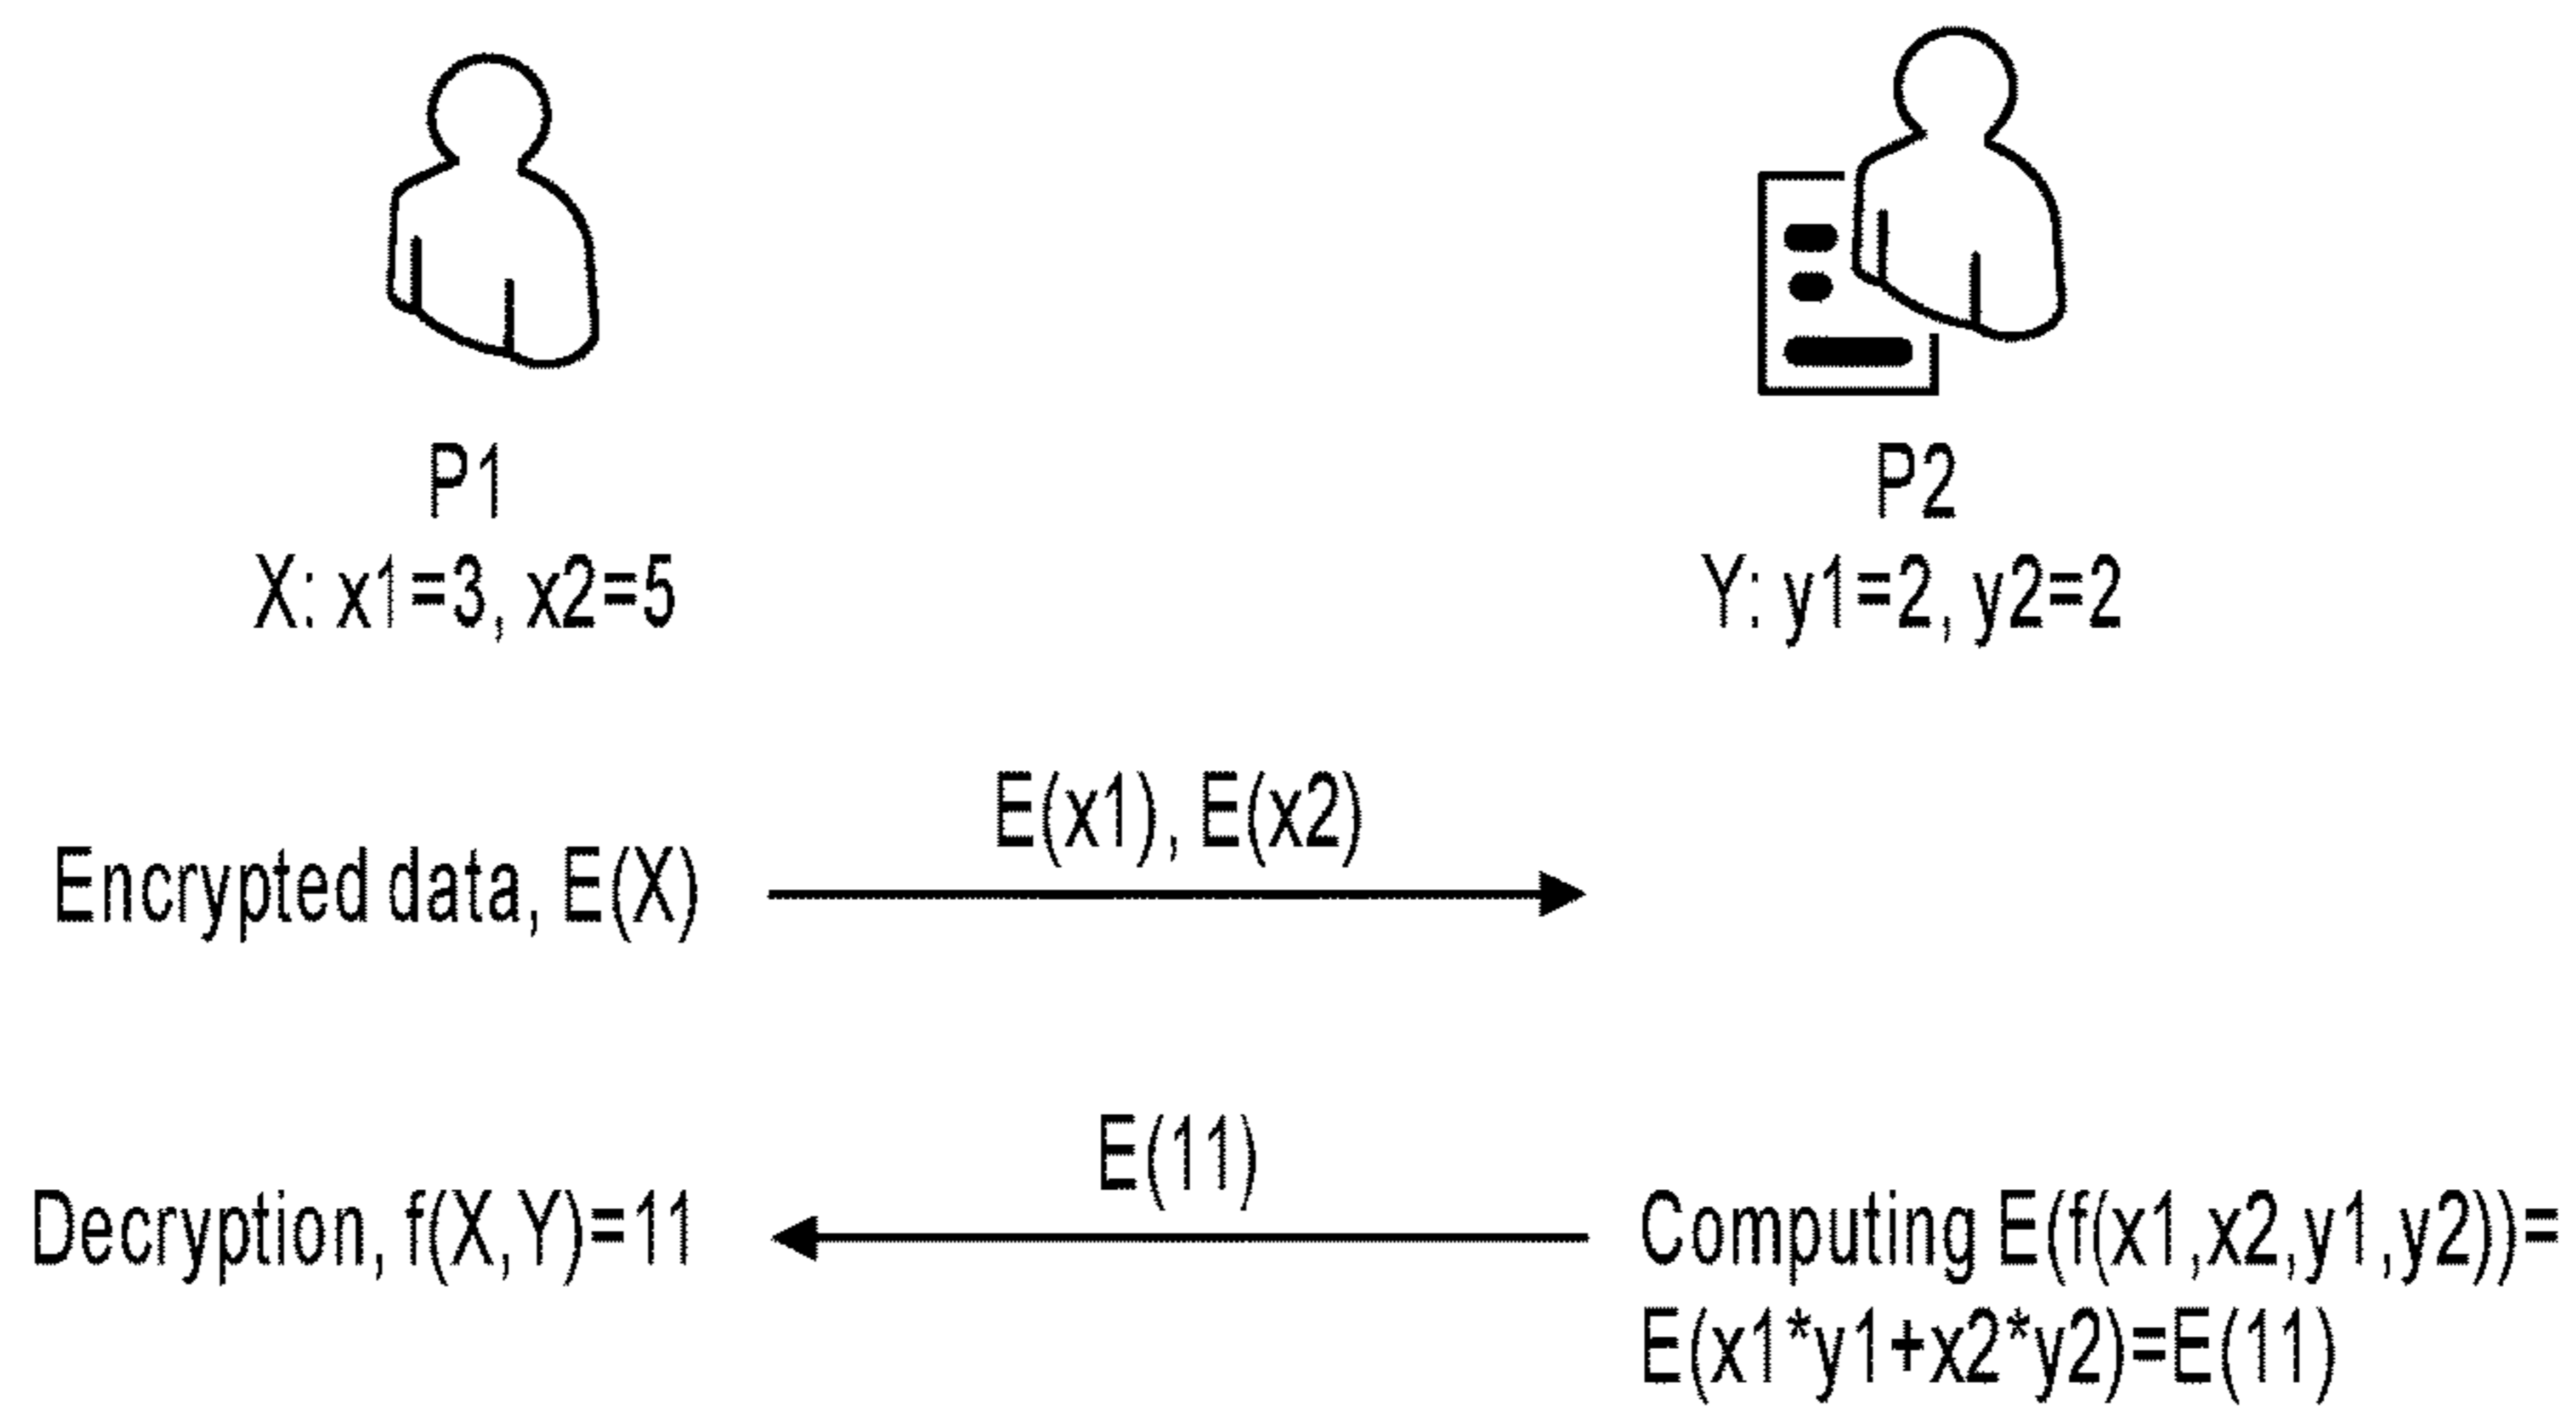 P1
P2
X: x1=3, x2=5
Y: y1=2, y2=2
E(x1), E(x2)
Encrypted data, E(X)
E(11)
Decryption, f(X,Y)=11
Computing E(f(x1,x2,y1,y2))=
E(x1*y1+x2*y2)=E(11)